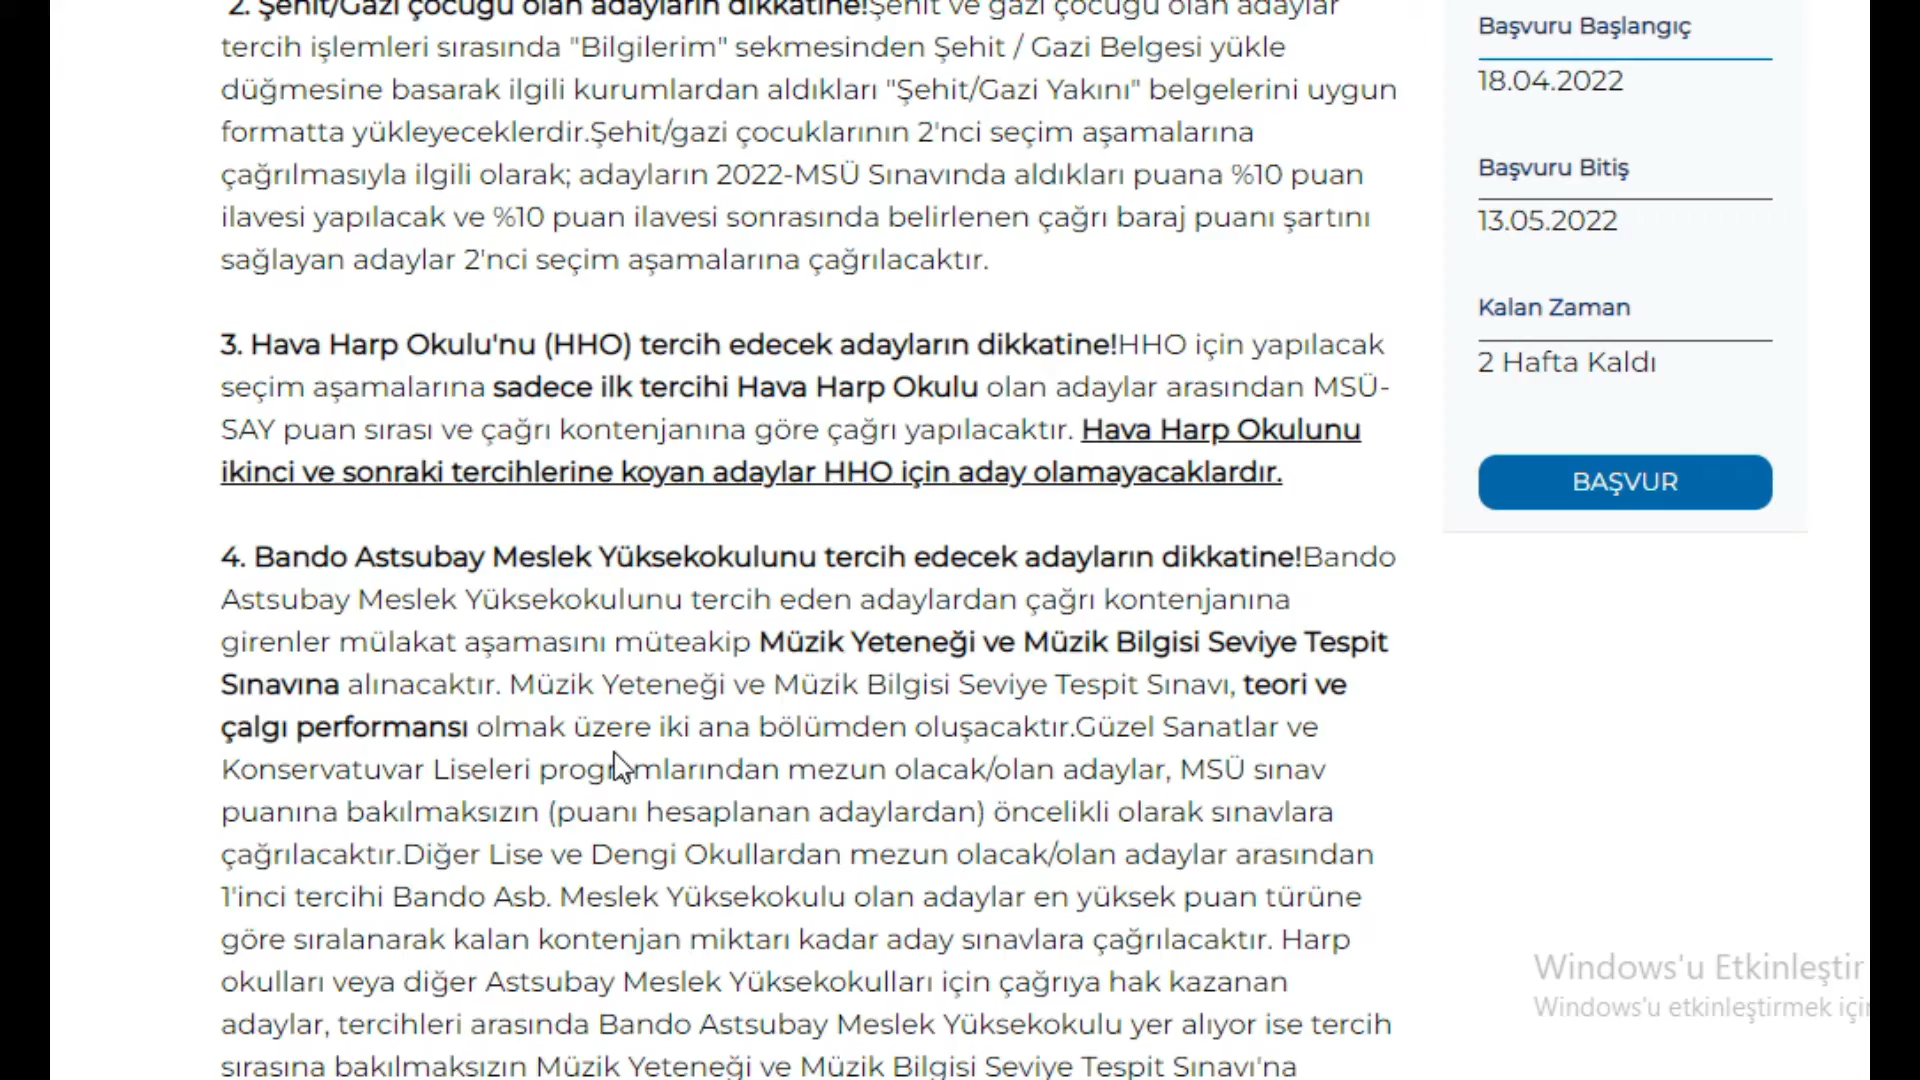 2. Şehit/Gazi çocuğu olan adayların dikkatine!Şehit ve gazi çocuğu olan adaylar
tercih işlemleri sırasında "Bilgilerim" sekmesinden Şehit / Gazi Belgesi yükle
düğmesine basarak ilgili kurumlardan aldıkları "Şehit/Gazi Yakını" belgelerini uygun
formatta yükleyeceklerdir.Şehit/gazi çocuklarının 2'nci seçim aşamalarına
çağrılmasıyla ilgili olarak; adayların 2022-MSÜ Sınavında aldıkları puana %10 puan
ilavesi yapılacak ve %10 puan ilavesi sonrasında belirlenen çağrı baraj puanı şartını
sağlayan adaylar 2'nci seçim aşamalarına çağrılacaktır.
3. Hava Harp Okulu'nu (HHO) tercih edecek adayların dikkatine!HHO için yapılacak
seçim aşamalarına sadece ilk tercihi Hava Harp Okulu olan adaylar arasından MSÜ-
SAY puan sırası ve çağrı kontenjanına göre çağrı yapılacaktır. Hava Harp Okulunu
ikinci ve sonraki tercihlerine koyan adaylar HHO için aday olamayacaklardır.
4. Bando Astsubay Meslek Yüksekokulunu tercih edecek adayların dikkatine!Bando
Astsubay Meslek Yüksekokulunu tercih eden adaylardan çağrı kontenjanına
girenler mülakat aşamasını müteakip Müzik Yeteneği ve Müzik Bilgisi Seviye Tespit
Sınavına alınacaktır. Müzik Yeteneği ve Müzik Bilgisi Seviye Tespit Sınavı, teori ve
çalgı performansı olmak üzere iki ana bölümden oluşacaktır.Güzel Sanatlar ve
Konservatuvar Liseleri programlarından mezun olacak/olan adaylar, MSÜ sınav
puanına bakılmaksızın (puanı hesaplanan adaylardan) öncelikli olarak sınavlara
çağrılacaktır.Diğer Lise ve Dengi Okullardan mezun olacak/olan adaylar arasından
1'inci tercihi Bando Asb. Meslek Yüksekokulu olan adaylar en yüksek puan türüne
göre sıralanarak kalan kontenjan miktarı kadar aday sınavlara çağrılacaktır. Harp
okulları veya diğer Astsubay Meslek Yüksekokulları için çağrıya hak kazanan
adaylar, tercihleri arasında Bando Astsubay Meslek Yüksekokulu yer alıyor ise tercih
sırasına bakılmaksızın Müzik Yeteneği ve Müzik Bilgisi Seviye Tespit Sınavı'na
Başvuru Başlangıç
18.04.2022
Başvuru Bitiş
13.05.2022
Kalan Zaman
2 Hafta Kaldı
BAŞVUR
Windows'u Etkinleştir
Windows'u etkinleştirmek için